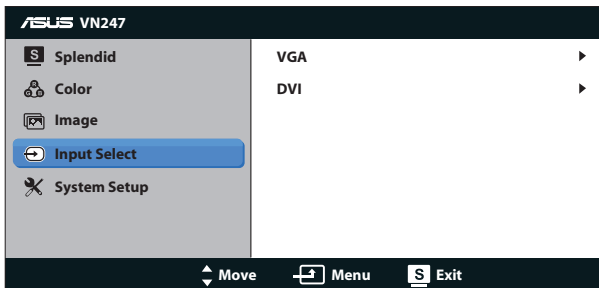 ASUS VN247
S Splendid
Color
Image
Input Select
System Setup
VGA
DVI
Move Menu S Exit